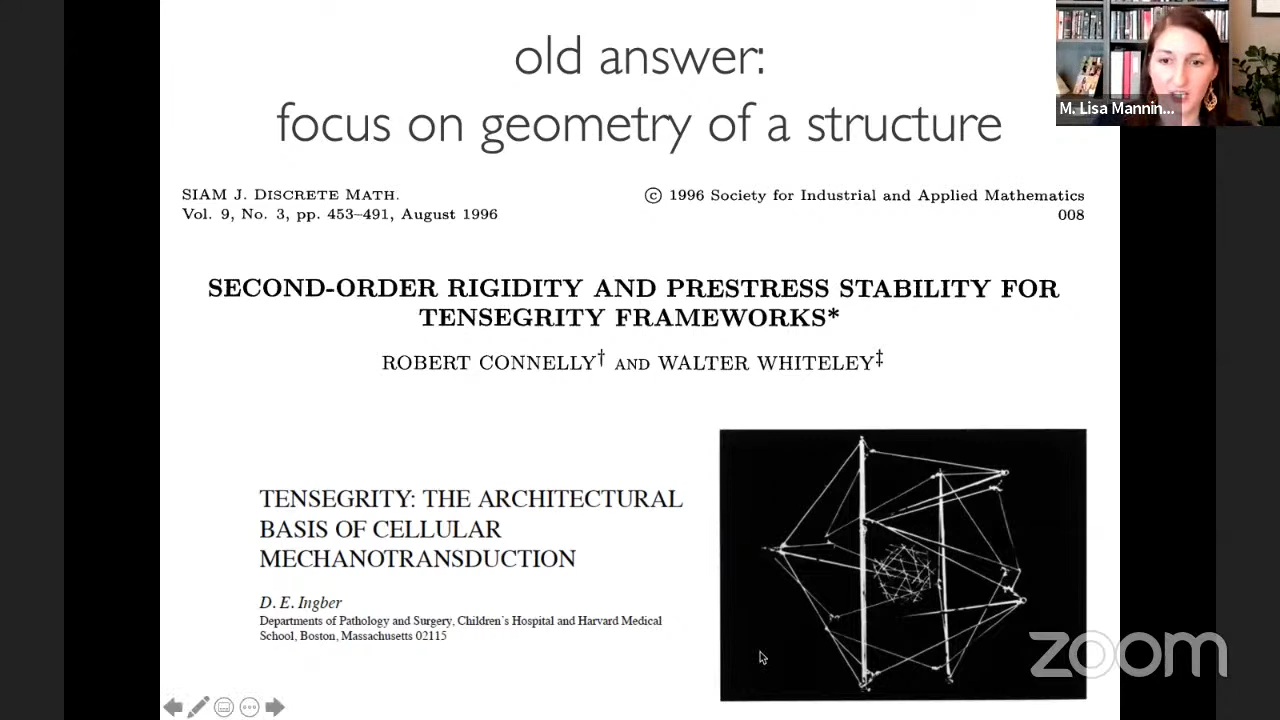 old answer:
focus on geometry of a structure
M. Lisa Mannin...
SIAM J. DISCRETE MATH.
Vol. 9, No. 3, pp. 453–491, August 1996
© 1996 Society for Industrial and Applied Mathematics
008
SECOND-ORDER RIGIDITY AND PRESTRESS STABILITY FOR
TENSEGRITY FRAMEWORKS*
ROBERT CONNELLY† AND WALTER WHITELEY‡
TENSEGRITY: THE ARCHITECTURAL
BASIS OF CELLULAR
MECHANOTRANSDUCTION
D. E. Ingber
Departments of Pathology and Surgery, Children's Hospital and Harvard Medical
School, Boston, Massachusetts 02115
zoom